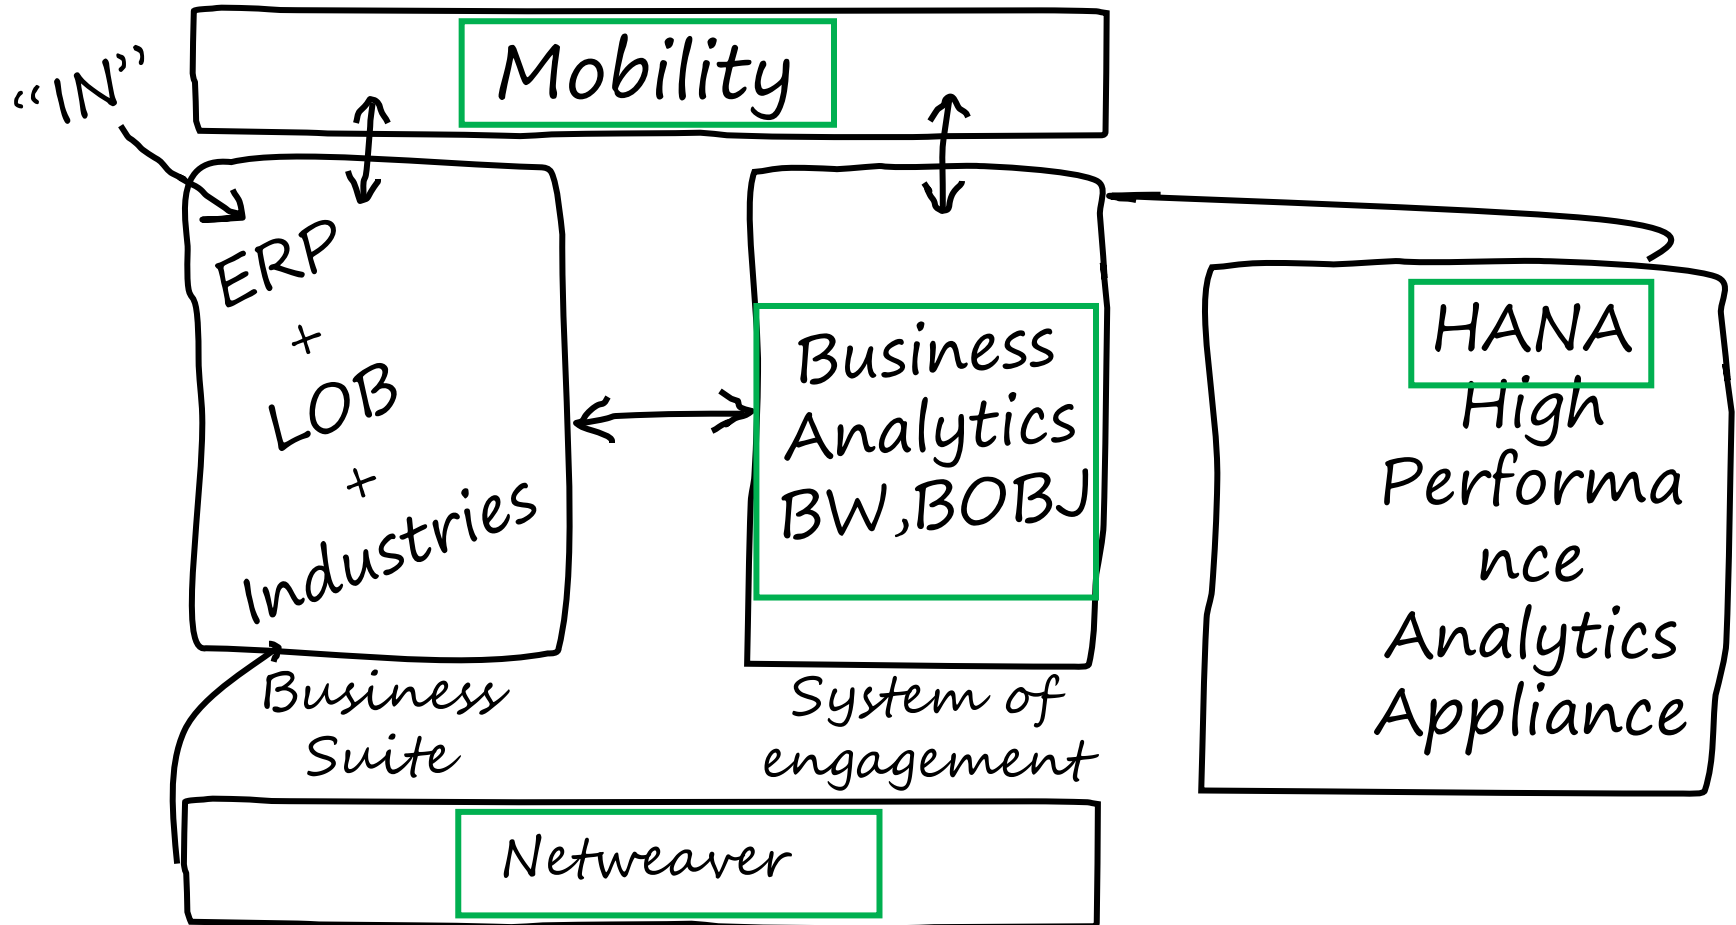 Mobility
“IN”
ERP
+
LOB
+
Industries
Business
Suite
Business
Analytics
BW,BOBJ
System of
engagement
HANA
High
Performa
nce
Analytics
Appliance
Netweaver